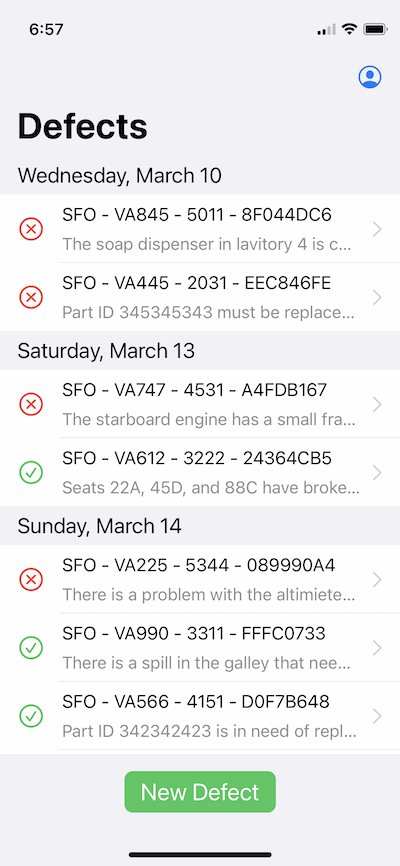 6:57
Defects
Wednesday, March 10
SFO - VA845 - 5011 - 8F044DC6
The soap dispenser in lavitory 4 is c...
SFO - VA445 - 2031 - EEC846FE
Part ID 345345343 must be replace...
Saturday, March 13
SFO - VA747 - 4531 - A4FDB167
The starboard engine has a small fra...
SFO - VA612 - 3222 - 24364CB5
Seats 22A, 45D, and 88C have broke...
Sunday, March 14
SFO - VA225 - 5344 - 089990A4
There is a problem with the altimiete...
SFO - VA990 - 3311 - FFFC0733
There is a spill in the galley that nee...
SFO - VA566 - 4151 - D0F7B648
Part ID 342342423 is in need of repl...
New Defect